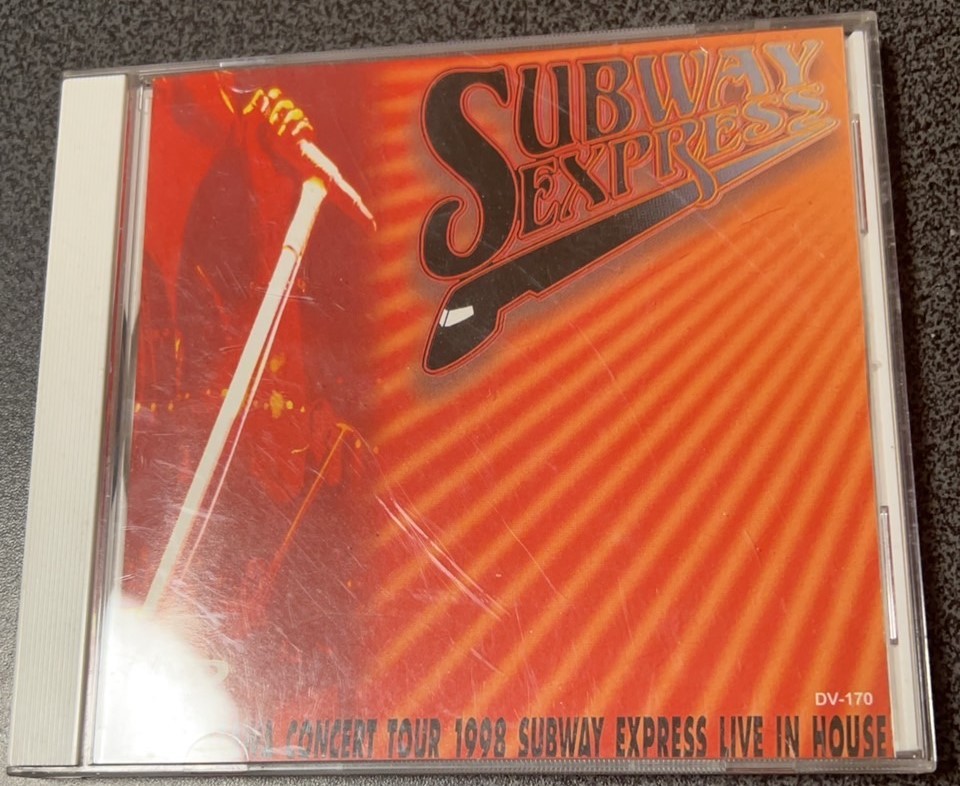 SUBWAY
EXPRESS
DV-170
CONCERT TOUR 1998 SUBWAY EXPRESS LIVE IN HOUSE